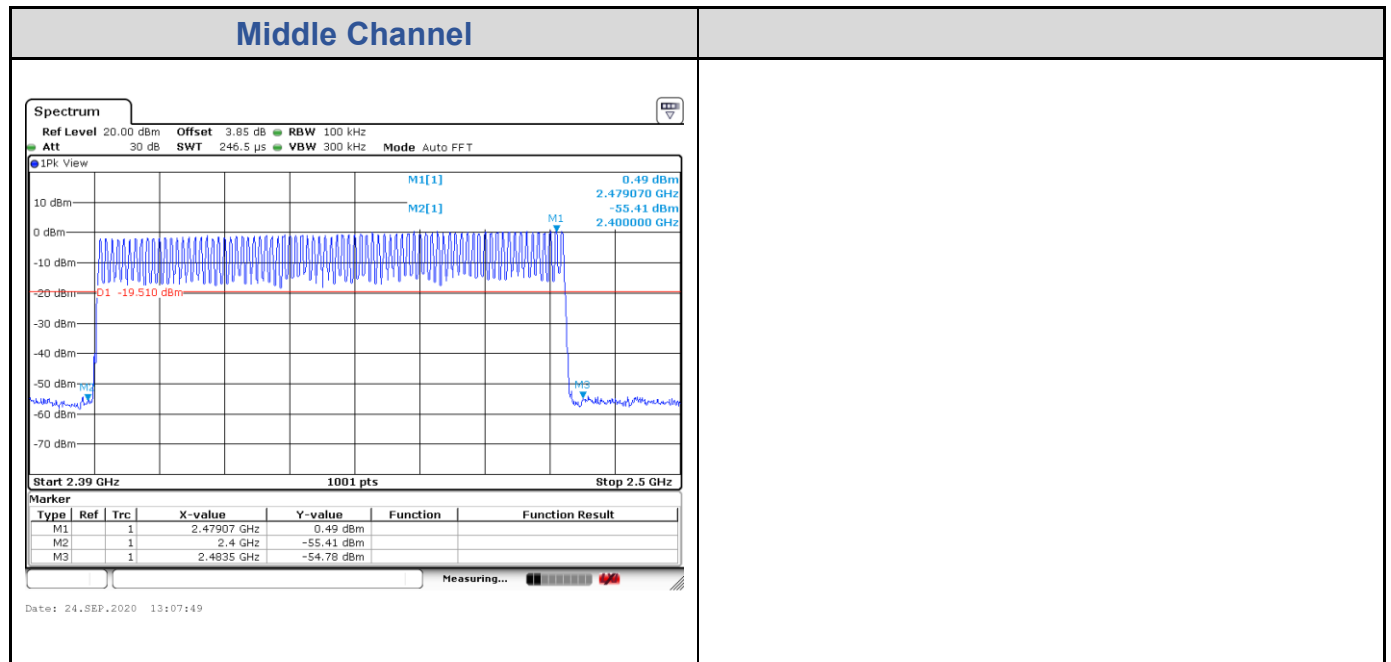 Middle Channel
Spectrum
Ref Level 20.00 dBm Offset 3.85 dB RBW 100 kHz
Att 30 dB SWT 246.5 µs VBW 300 kHz Mode Auto FFT
1Pk View
M1[1] 0.49 dBm
2.479070 GHz
10 dBm
M2[1] -55.41 dBm
2.400000 GHz
M1
0 dBm
-10 dBm
-20 dBm
D1 -19.510 dBm
-30 dBm
-40 dBm
-50 dBm
M2
M3
-60 dBm
-70 dBm
Start 2.39 GHz 1001 pts Stop 2.5 GHz
Marker
Type Ref Trc X-value Y-value Function Function Result
M1 1 2.47907 GHz 0.49 dBm
M2 1 2.4 GHz -55.41 dBm
M3 1 2.4835 GHz -54.78 dBm
Measuring...
Date: 24.SEP.2020 13:07:49